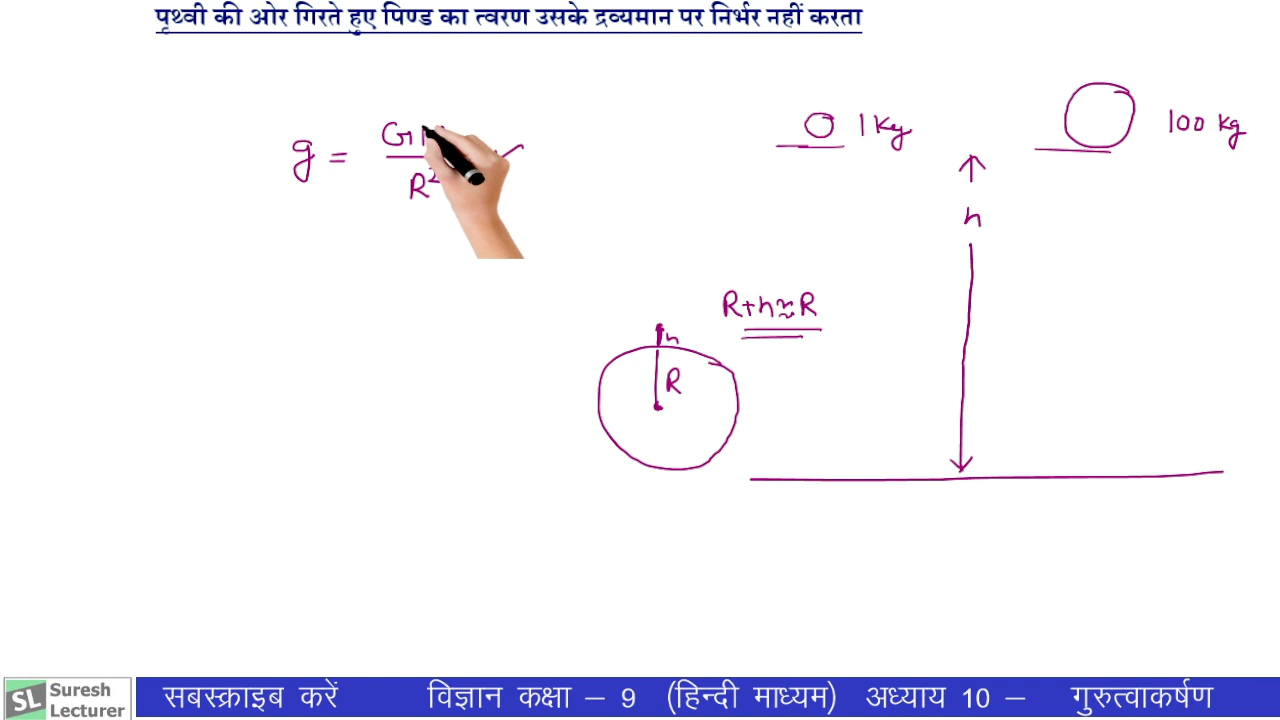 पृथ्वी की ओर गिरते हुए पिण्ड का त्वरण उसके द्रव्यमान पर निर्भर नहीं करता
1 Kg
100 kg
g = G
R²
h
R+h≈R
h
R
SL Suresh Lecturer
सबस्क्राइब करें विज्ञान कक्षा – 9 (हिन्दी माध्यम) अध्याय 10 – गुरुत्वाकर्षण